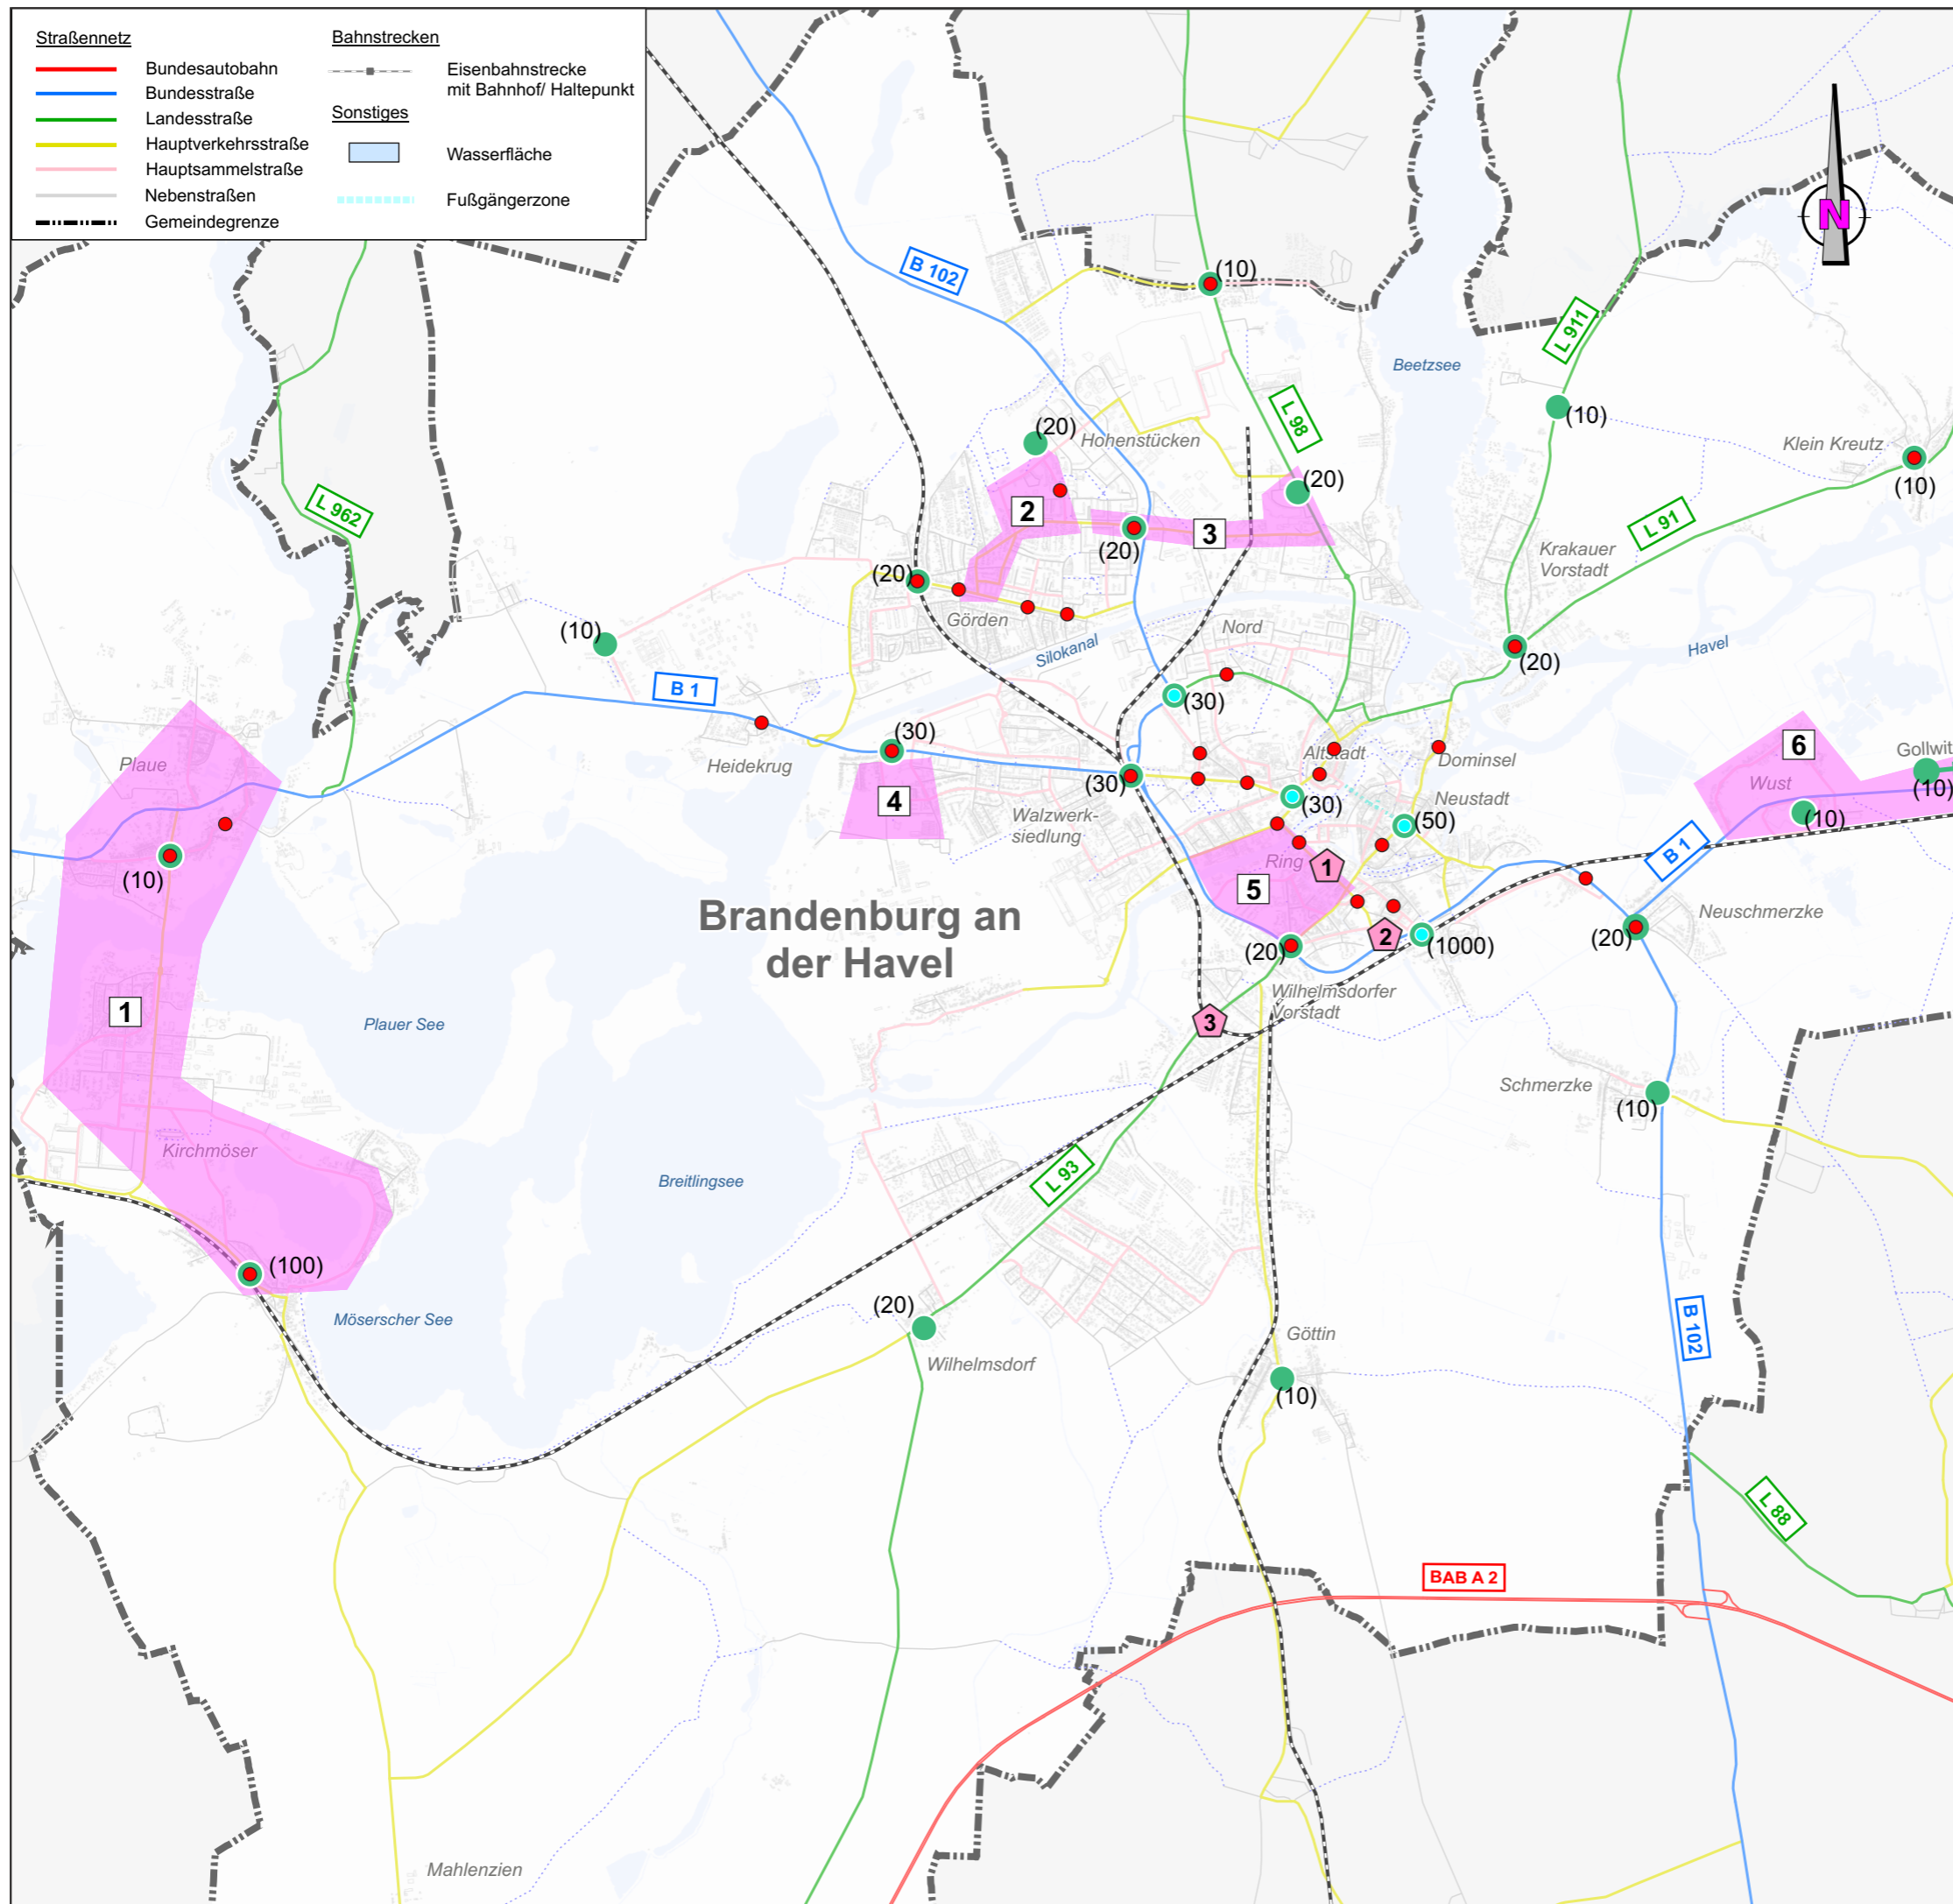 Straßennetz
Bundesautobahn
Bundesstraße
Landesstraße
Hauptverkehrsstraße
Hauptsammelstraße
Nebenstraßen
Gemeindegrenze
Bahnstrecken
Eisenbahnstrecke
mit Bahnhof/ Haltepunkt
Sonstiges
Wasserfläche
Fußgängerzone
N
B 102
(10)
L 911
Beetzsee
L 98
(10)
(20)
Hohenstücken
Klein Kreutz
(10)
(20)
L 962
2
3
(20)
L 91
Krakauer
Vorstadt
(20)
Görden
Nord
(10)
Silokanal
Havel
(20)
B 1
(30)
(30)
Plaue
Heidekrug
Altstadt
Dominsel
6
Gollwit
Wust
(30)
(10)
4
Walzwerk-
siedlung
(30)
Neustadt
(50)
(10)
Ring
1
B 1
(10)
5
Brandenburg an
der Havel
Neuschmerzke
2
(20)
(1000)
(20)
1
Plauer See
Wilhelmsdorfer
Vorstadt
3
Schmerzke
(10)
Kirchmöser
Breitlingsee
L 93
(100)
Möserscher See
(20)
Wilhelmsdorf
Göttin
(10)
B 102
L 88
BAB A 2
Mahlenzien